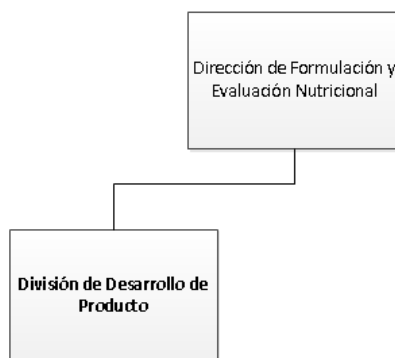 Dirección de Formulación y
Evaluación Nutricional
División de Desarrollo de
Producto